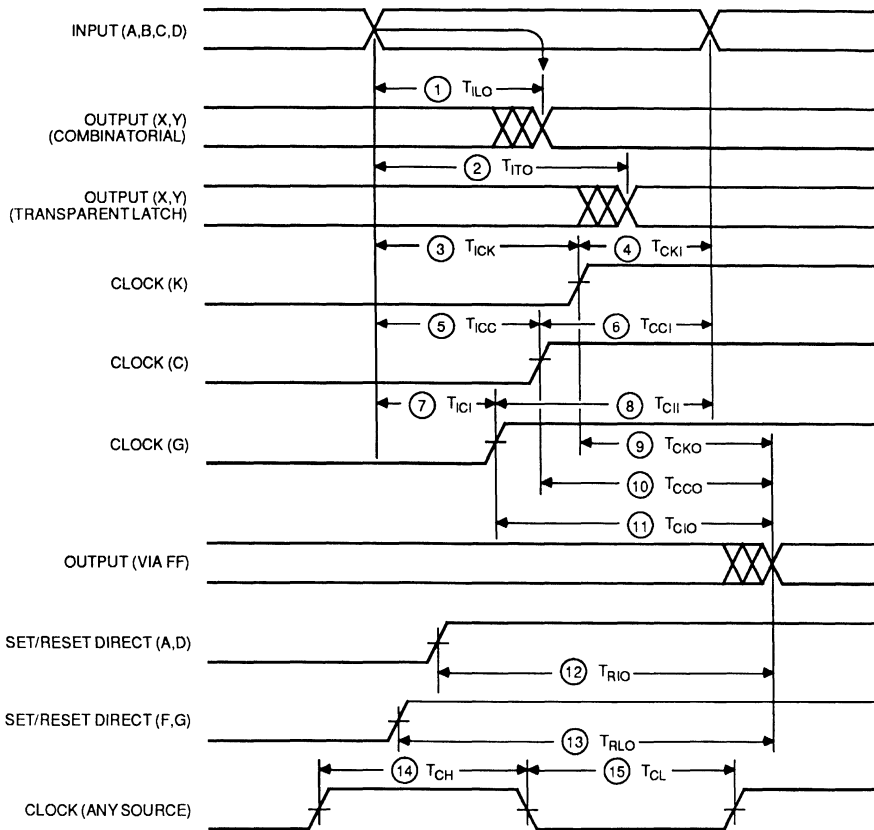 INPUT (A,B,C,D)
1 TILO
OUTPUT (X,Y)
(COMBINATORIAL)
2 TITO
OUTPUT (X,Y)
(TRANSPARENT LATCH)
3 TICK
4 TCKI
CLOCK (K)
5 TICC
6 TCCI
CLOCK (C)
7 TICI
8 TCII
CLOCK (G)
9 TCKO
10 TCCO
11 TCIO
OUTPUT (VIA FF)
SET/RESET DIRECT (A,D)
12 TRIO
SET/RESET DIRECT (F,G)
13 TRLO
14 TCH
15 TCL
CLOCK (ANY SOURCE)